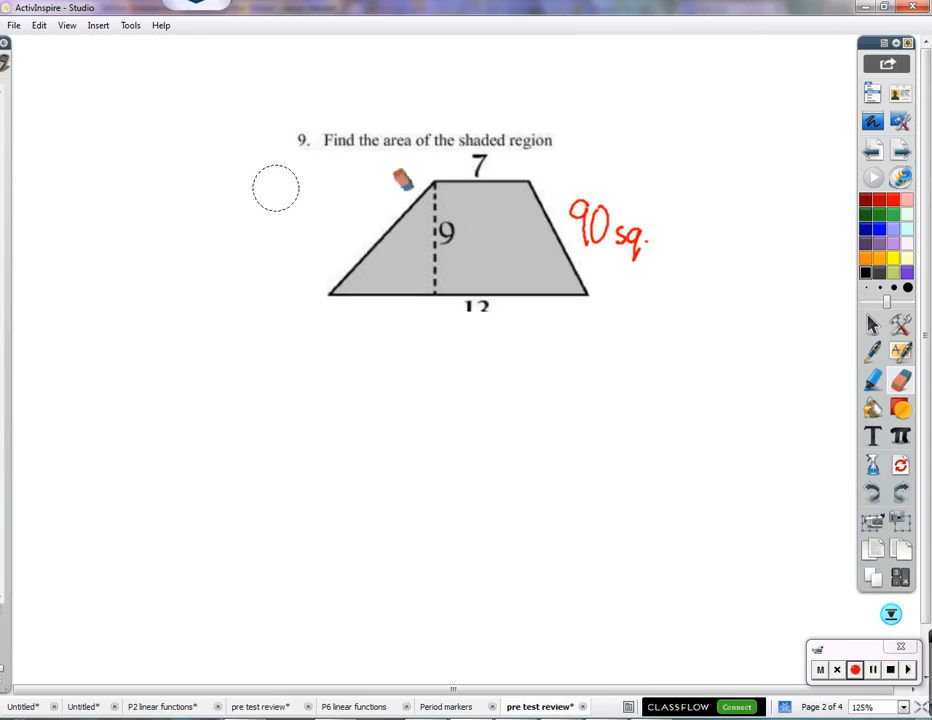 ActivInspire - Studio
File Edit View Insert Tools Help
9. Find the area of the shaded region
7
9
90 sq.
T π
M
Untitled* Untitled* P2 linear functions* pre test review* P6 linear functions Period markers pre test review* CLASSFLOW Connect Page 2 of 4 125%